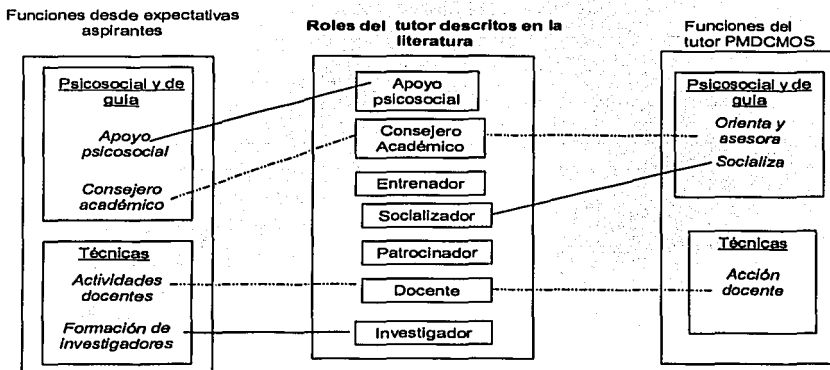 Funciones desde expectativas
aspirantes
Psicosocial y de
guía
Apoyo
psicosocial
Consejero
académico
Técnicas
Actividades
docentes
Formación de
investigadores
Roles del tutor descritos en la
literatura
Apoyo
psicosocial
Consejero
Académico
Entrenador
Socializador
Patrocinador
Docente
Investigador
Funciones del
tutor PMDCMOS
Psicosocial y de
guía
Orienta y
asesora
Socializa
Técnicas
Acción
docente